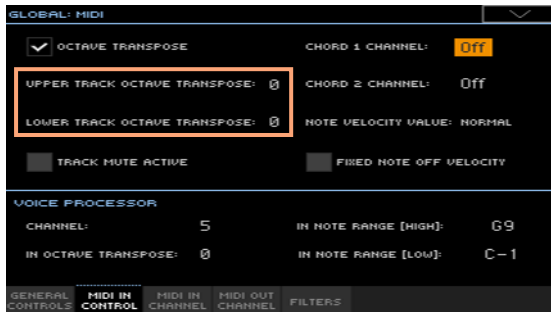 GLOBAL: MIDI
OCTAVE TRANSPOSE
CHORD 1 CHANNEL: Off
UPPER TRACK OCTAVE TRANSPOSE: 0
CHORD 2 CHANNEL: Off
LOWER TRACK OCTAVE TRANSPOSE: 0
NOTE VELOCITY VALUE: NORMAL
TRACK MUTE ACTIVE
FIXED NOTE OFF VELOCITY
VOICE PROCESSOR
CHANNEL: 5
IN NOTE RANGE [HIGH]: G9
IN OCTAVE TRANSPOSE: 0
IN NOTE RANGE [LOW]: C-1
GENERAL CONTROLS
MIDI IN CONTROL
MIDI IN CHANNEL
MIDI OUT CHANNEL
FILTERS